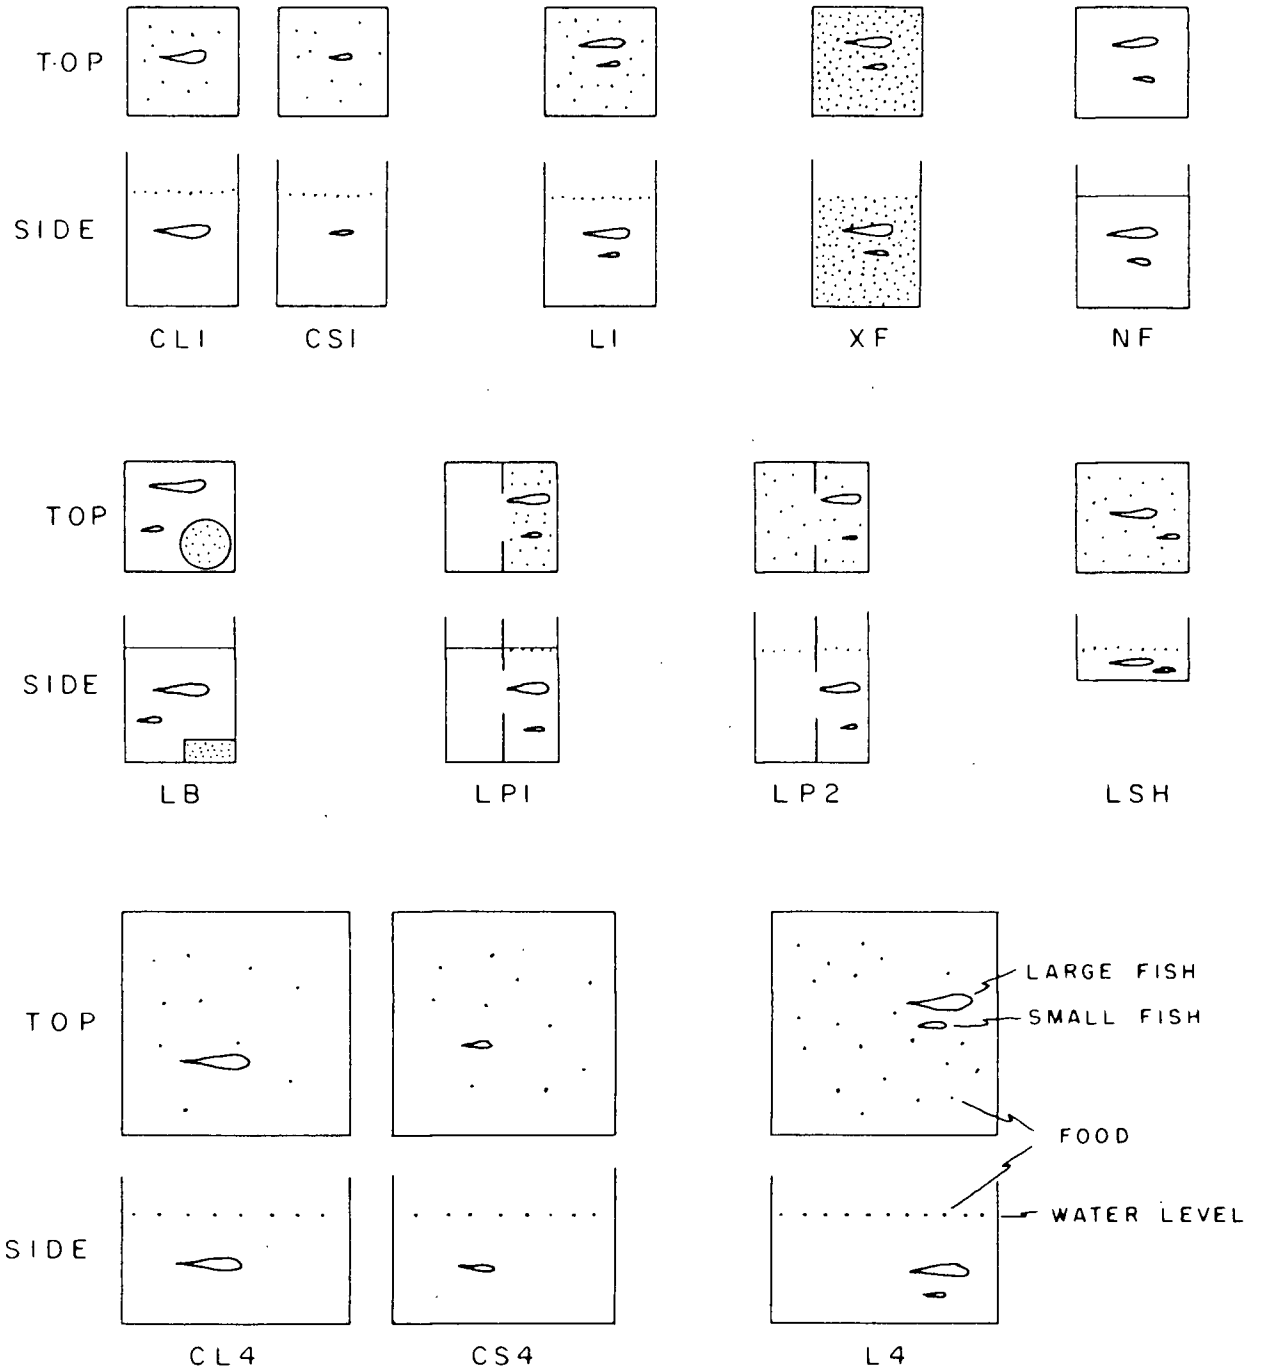 TOP
SIDE
CL1 CS1 L1 XF NF
TOP
SIDE
LB LP1 LP2 LSH
TOP
LARGE FISH
SMALL FISH
FOOD
WATER LEVEL
SIDE
CL4 CS4 L4